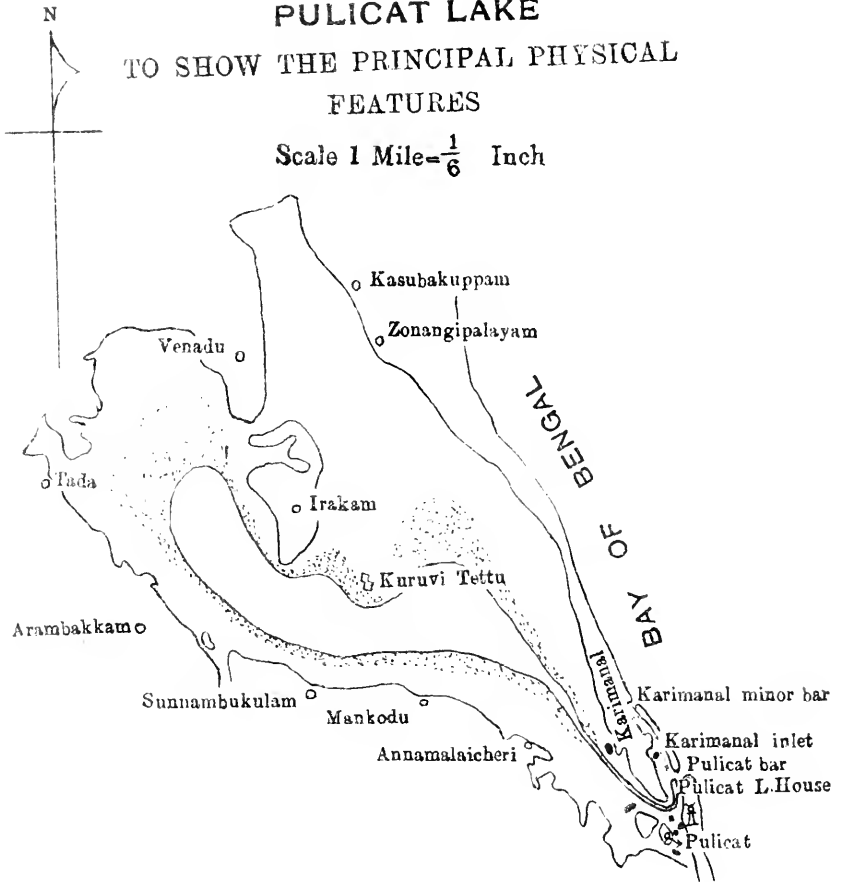 PULICAT LAKE
N
TO SHOW THE PRINCIPAL PHYSICAL
FEATURES
Scale 1 Mile=1/6 Inch
Kasubakuppam
Zonangipalayam
Venadu
BAY OF BENGAL
Tada
Irakam
Kuruvi Tettu
Arambakkam
Karimanal
Sunnambukulam
Karimanal minor bar
Mankodu
Karimanal inlet
Annamalaicheri
Pulicat bar
Pulicat L.House
Pulicat